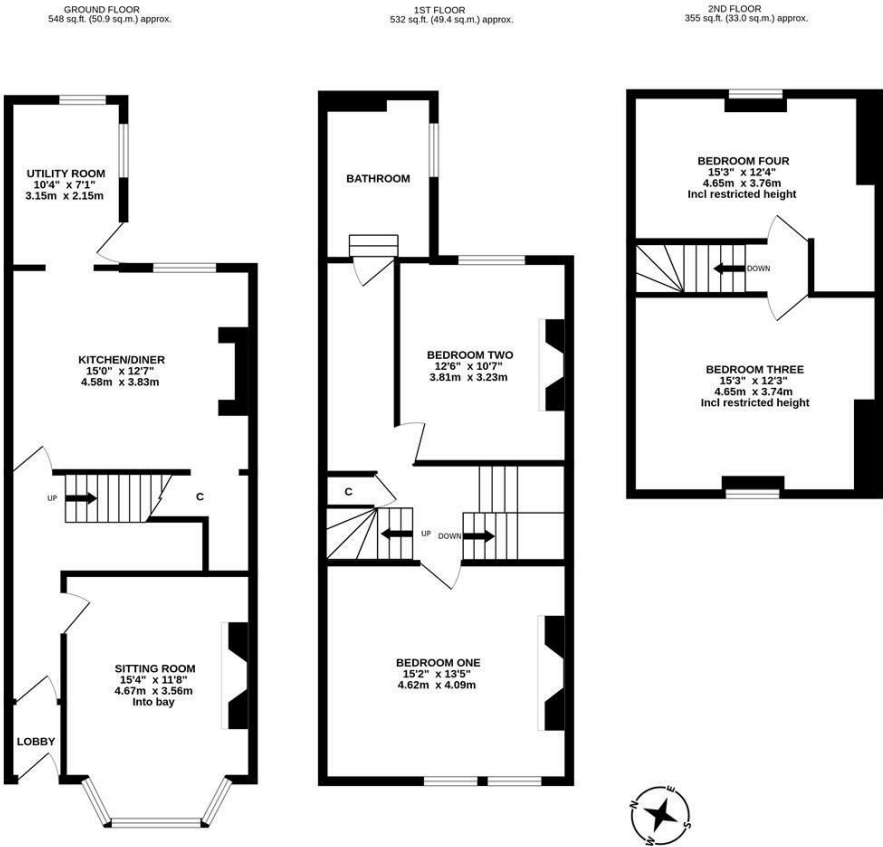 GROUND FLOOR
548 sq.ft. (50.9 sq.m.) approx.
UTILITY ROOM
10'4" x 7'1"
3.15m x 2.15m
KITCHEN/DINER
15'0" x 12'7"
4.58m x 3.83m
UP
C
SITTING ROOM
15'4" x 11'8"
4.67m x 3.56m
Into bay
LOBBY
1ST FLOOR
532 sq.ft. (49.4 sq.m.) approx.
BATHROOM
BEDROOM TWO
12'6" x 10'7"
3.81m x 3.23m
C
UP
DOWN
BEDROOM ONE
15'2" x 13'5"
4.62m x 4.09m
2ND FLOOR
355 sq.ft. (33.0 sq.m.) approx.
BEDROOM FOUR
15'3" x 12'4"
4.65m x 3.76m
Incl restricted height
DOWN
BEDROOM THREE
15'3" x 12'3"
4.65m x 3.74m
Incl restricted height
N
E
S
W